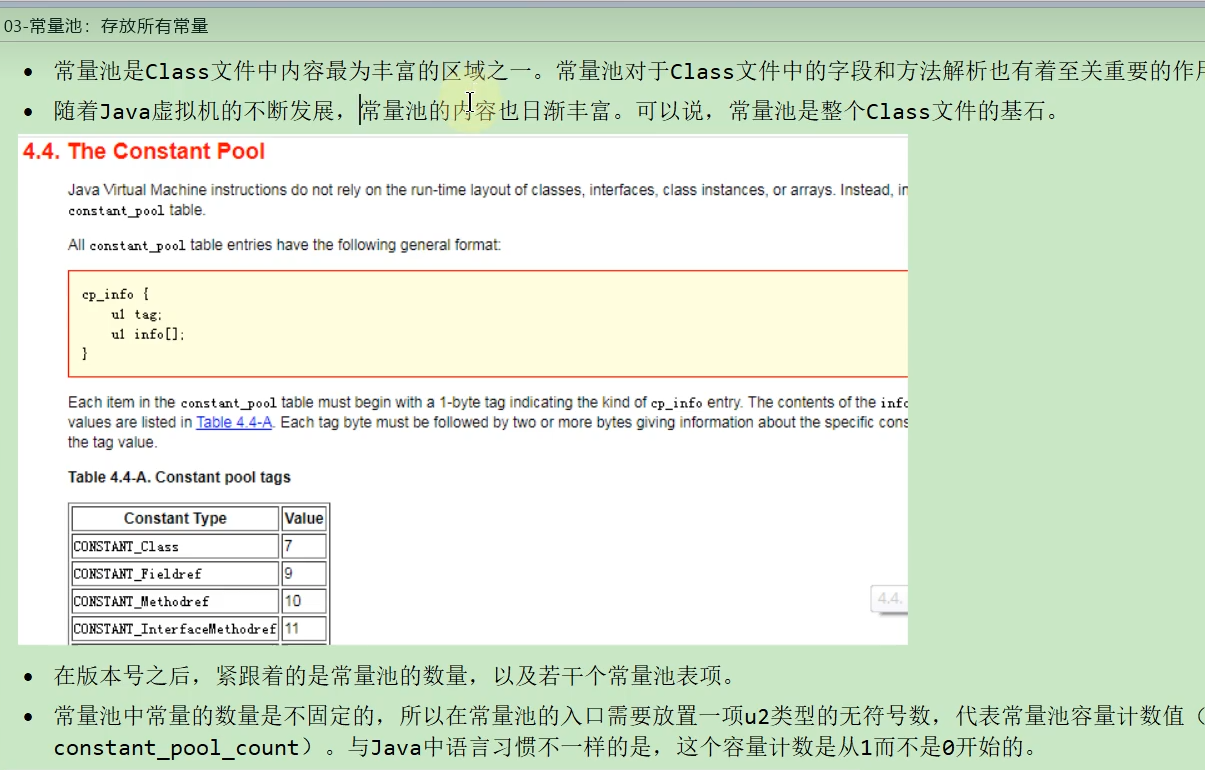 03-常量池：存放所有常量
• 常量池是Class文件中内容最为丰富的区域之一。常量池对于Class文件中的字段和方法解析也有着至关重要的作用
• 随着Java虚拟机的不断发展，常量池的内容也日渐丰富。可以说，常量池是整个Class文件的基石。
4.4. The Constant Pool
Java Virtual Machine instructions do not rely on the run-time layout of classes, interfaces, class instances, or arrays. Instead, in
constant_pool table.
All constant_pool table entries have the following general format:
cp_info {
u1 tag;
u1 info[];
}
Each item in the constant_pool table must begin with a 1-byte tag indicating the kind of cp_info entry. The contents of the info
values are listed in Table 4.4-A. Each tag byte must be followed by two or more bytes giving information about the specific cons
the tag value.
Table 4.4-A. Constant pool tags
Constant Type Value
CONSTANT_Class 7
CONSTANT_Fieldref 9
CONSTANT_Methodref 10
4.4.
CONSTANT_InterfaceMethodref 11
• 在版本号之后，紧跟着的是常量池的数量，以及若干个常量池表项。
• 常量池中常量的数量是不固定的，所以在常量池的入口需要放置一项u2类型的无符号数，代表常量池容量计数值（
constant_pool_count）。与Java中语言习惯不一样的是，这个容量计数是从1而不是0开始的。